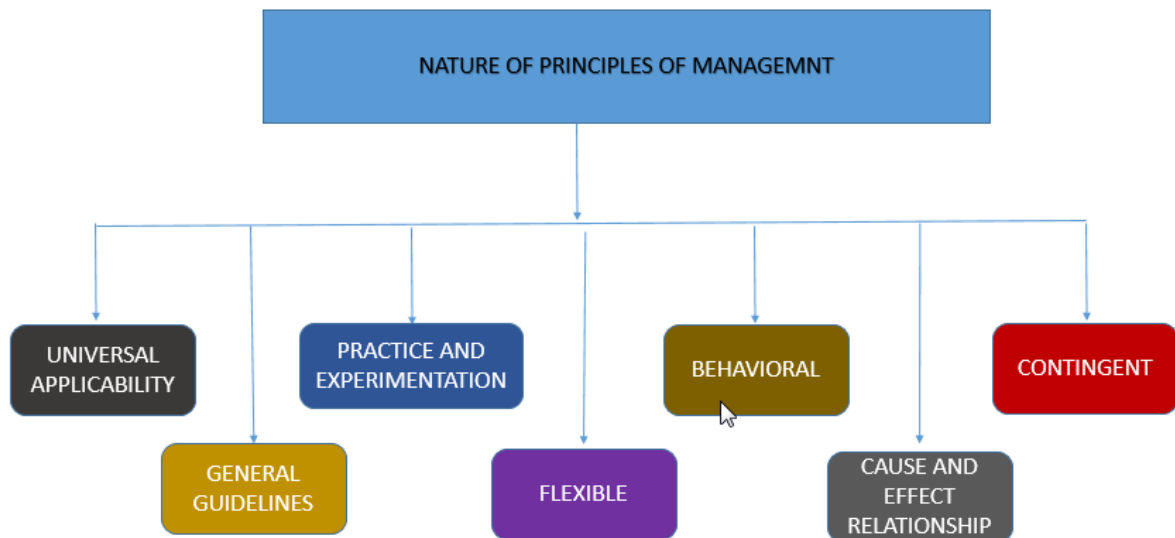 NATURE OF PRINCIPLES OF MANAGEMNT
UNIVERSAL
APPLICABILITY
PRACTICE AND
EXPERIMENTATION
BEHAVIORAL
CONTINGENT
GENERAL
GUIDELINES
FLEXIBLE
CAUSE AND
EFFECT
RELATIONSHIP